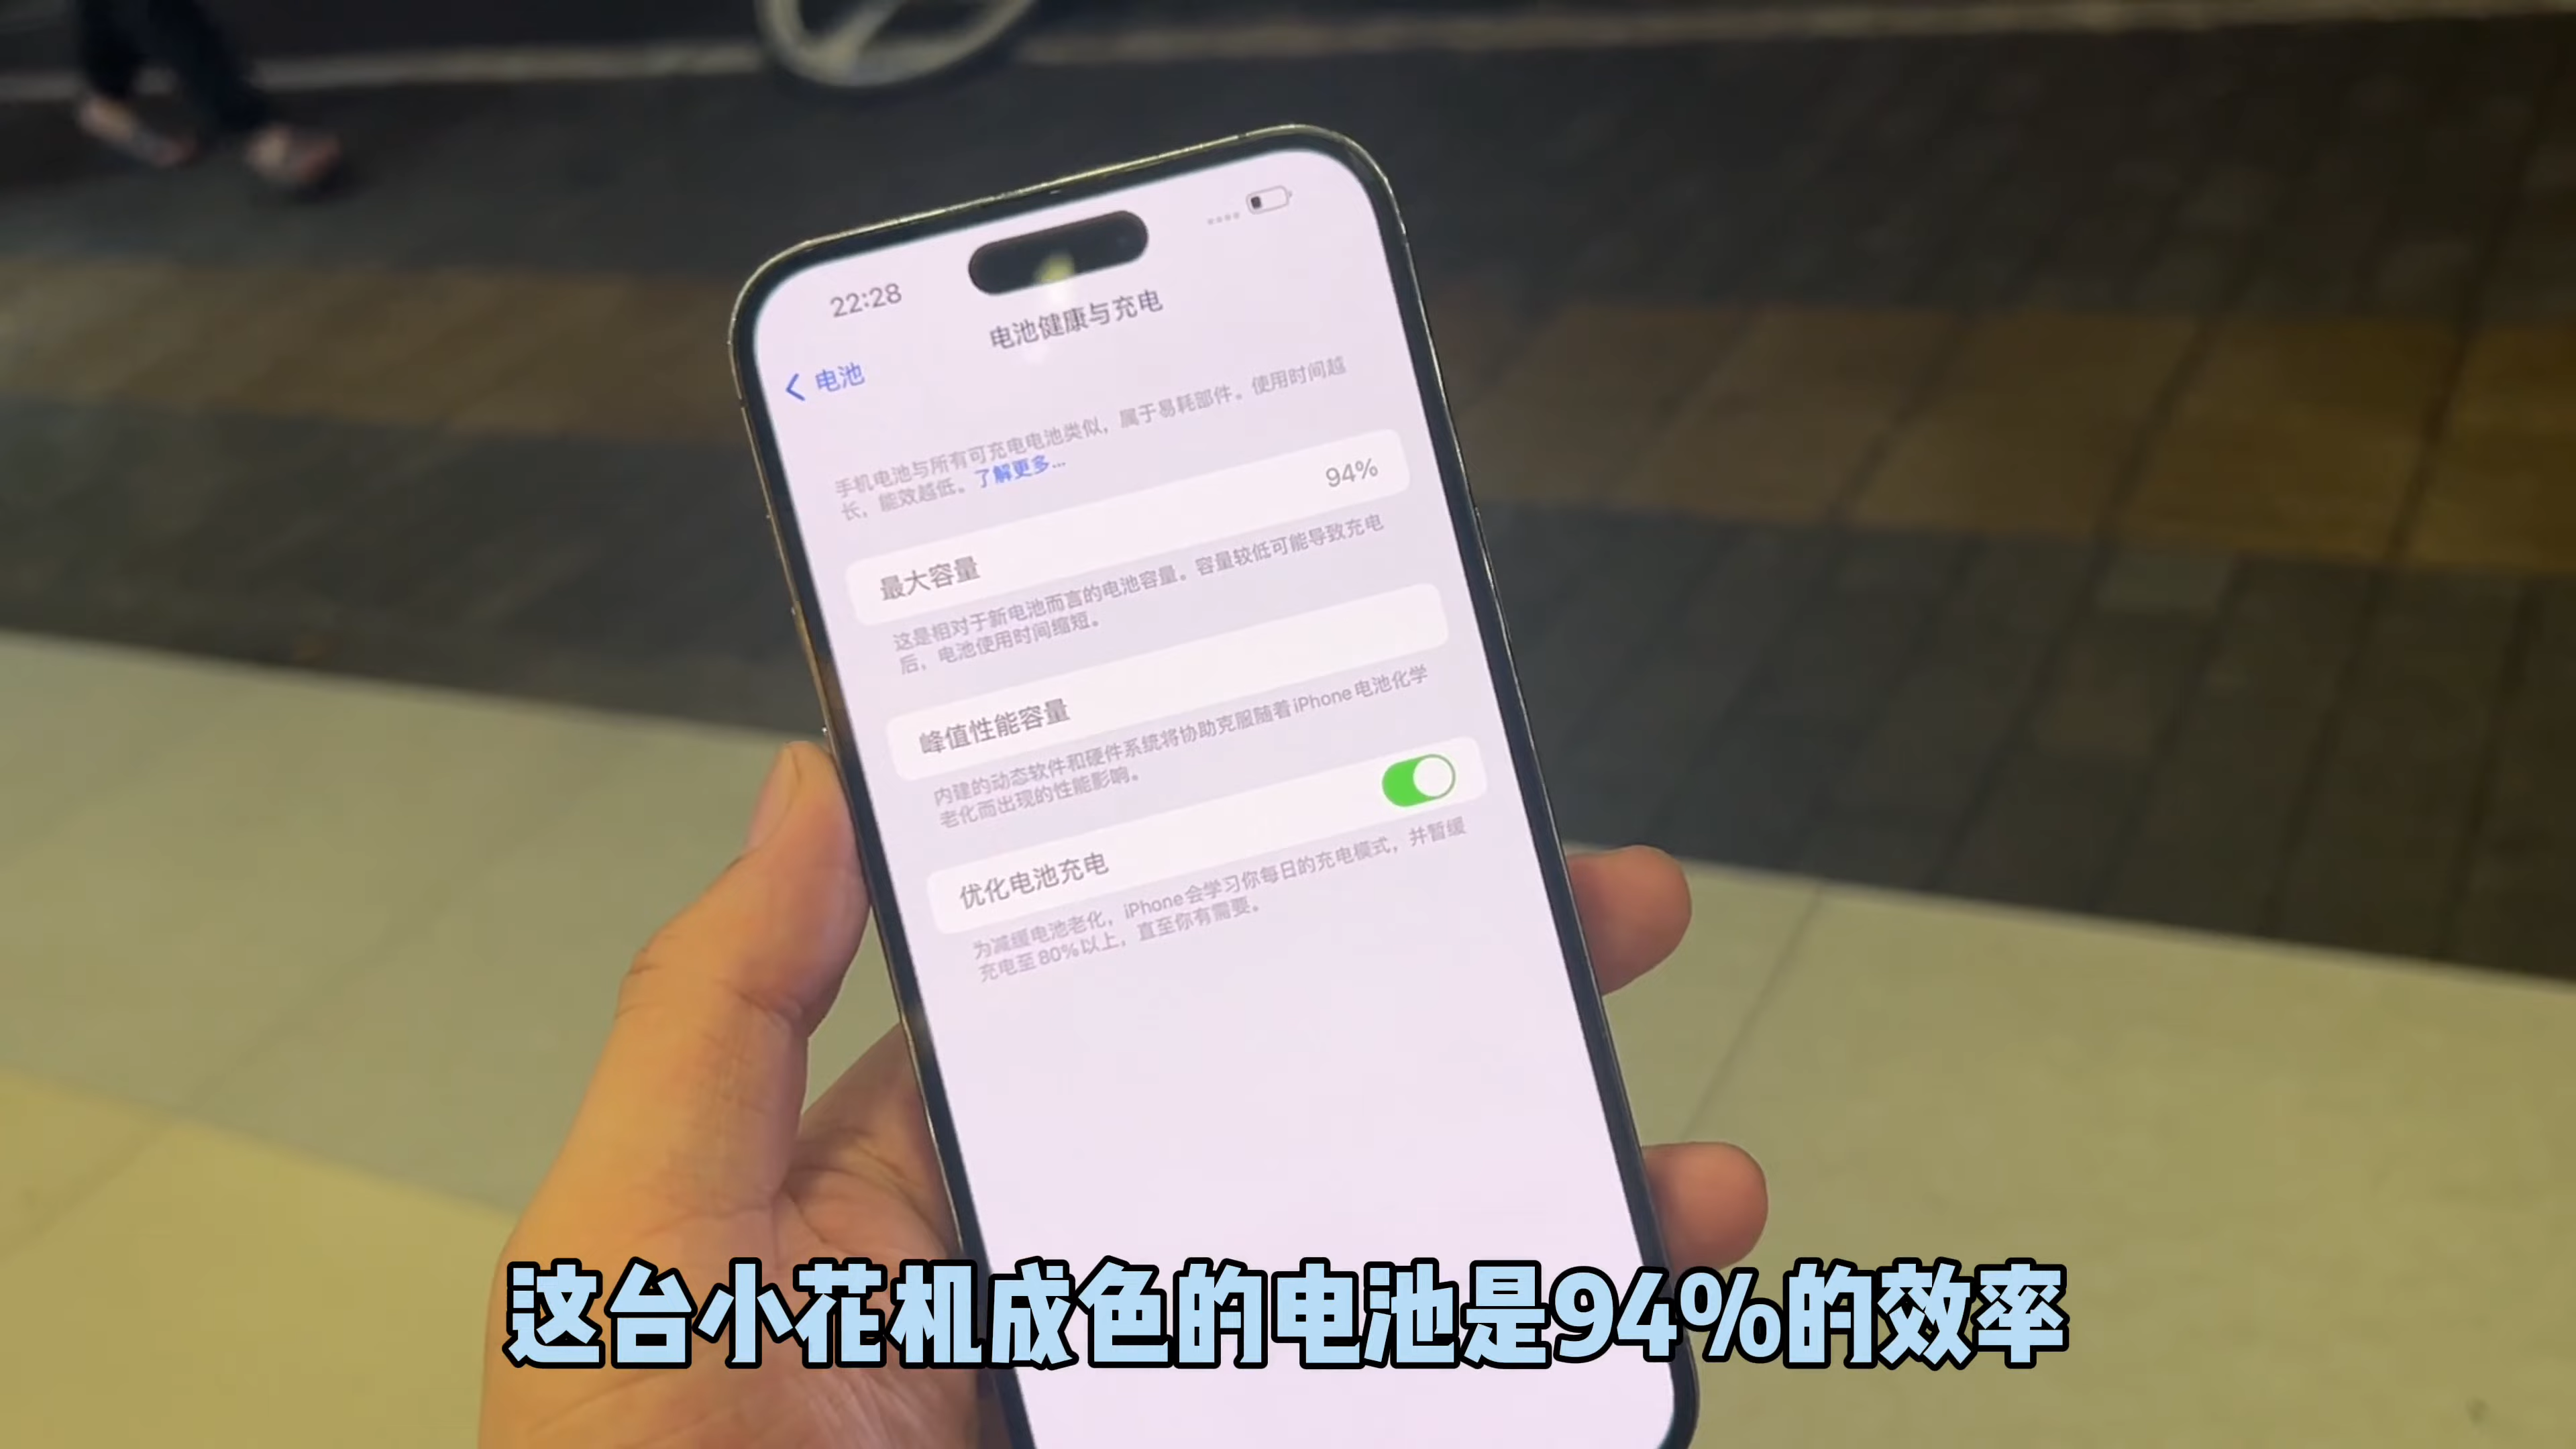 22:28
电池健康与充电
电池
手机电池与所有可充电电池类似，属于易耗部件。使用时间越
长，能效越低。了解更多...
最大容量 94%
这是相对于新电池而言的电池容量。容量较低可能导致充电
后，电池使用时间缩短。
峰值性能容量
内建的动态软件和硬件系统将协助克服随着iPhone电池化学
老化而出现的性能影响。
优化电池充电
为减缓电池老化，iPhone会学习你每日的充电模式，并暂缓
充电至80%以上，直至你有需要。
这台小花机成色的电池是94%的效率